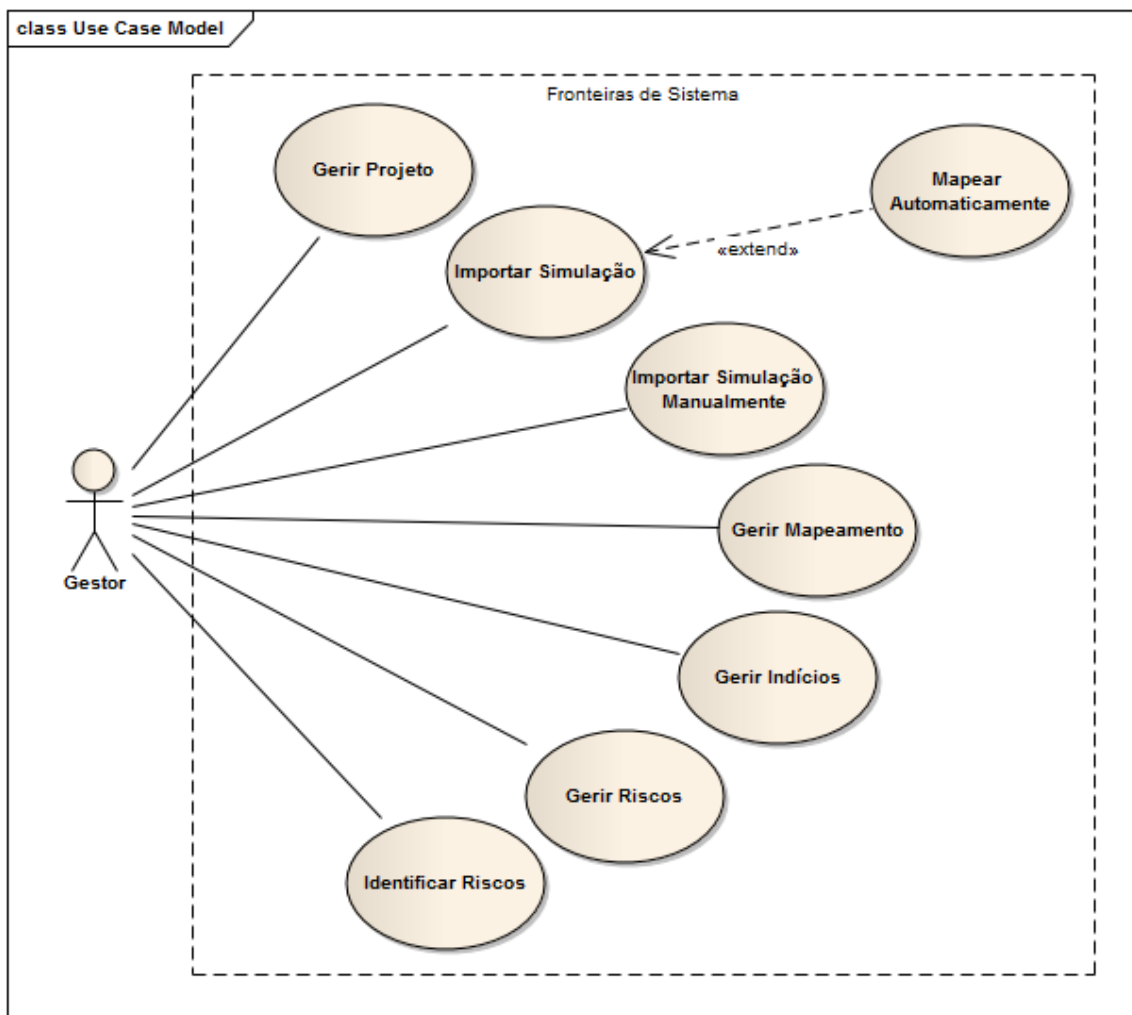 class Use Case Model
Fronteiras de Sistema
Gerir Projeto
Mapear
Automaticamente
Importar Simulação
«extend»
Importar Simulação
Manualmente
Gerir Mapeamento
Gestor
Gerir Indícios
Gerir Riscos
Identificar Riscos